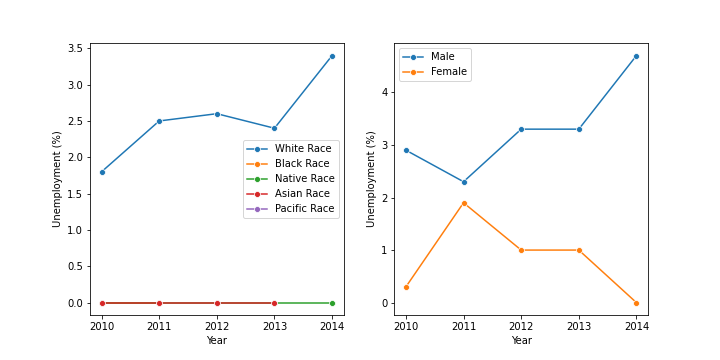 3.5
3.0
2.5
2.0
1.5
1.0
0.5
0.0
Unemployment (%)
White Race
Black Race
Native Race
Asian Race
Pacific Race
2010 2011 2012 2013 2014
Year
Male
Female
4
3
2
1
0
Unemployment (%)
2010 2011 2012 2013 2014
Year